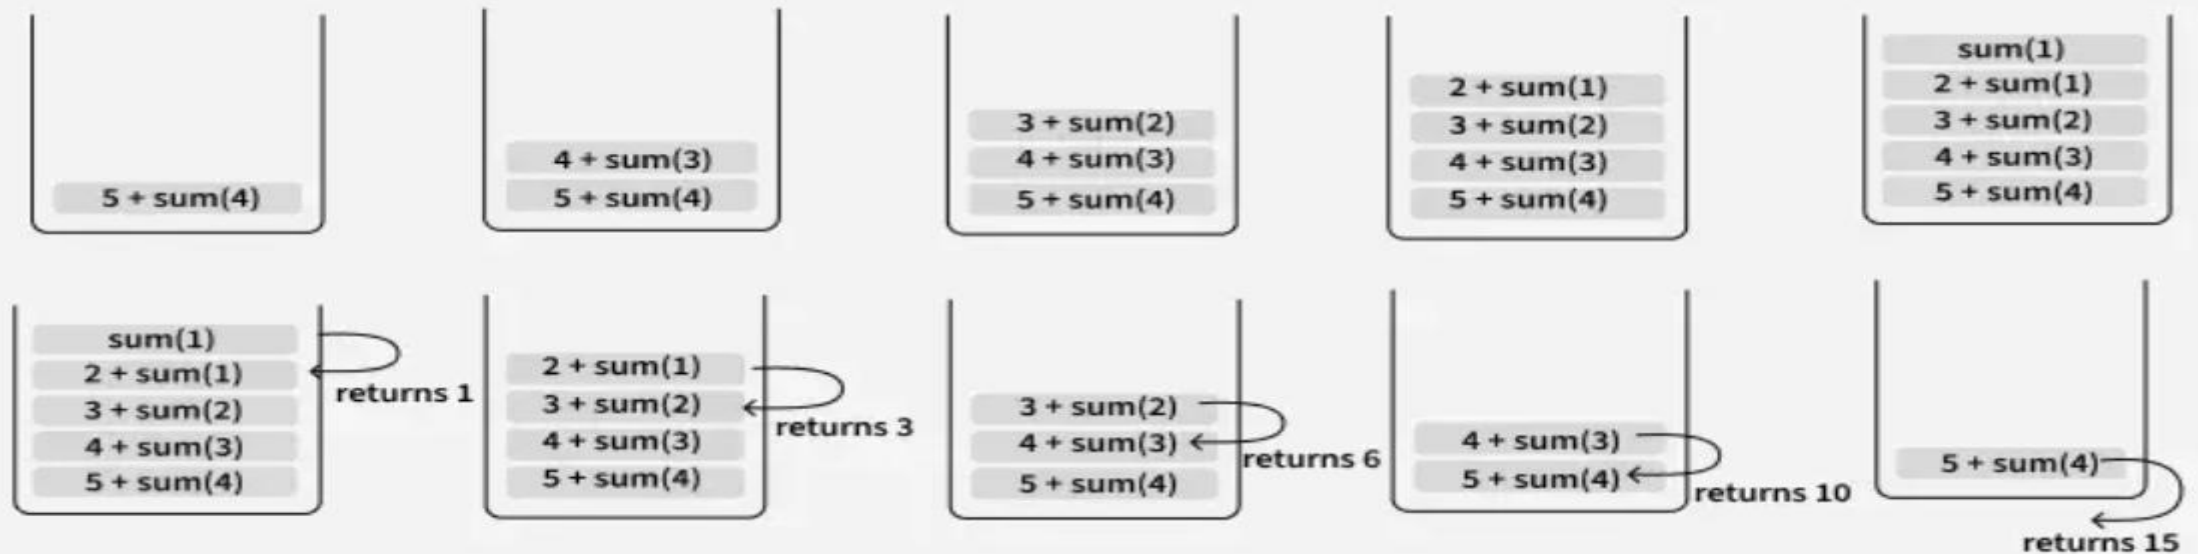 5 + sum(4)
4 + sum(3)
5 + sum(4)
3 + sum(2)
4 + sum(3)
5 + sum(4)
2 + sum(1)
3 + sum(2)
4 + sum(3)
5 + sum(4)
sum(1)
2 + sum(1)
3 + sum(2)
4 + sum(3)
5 + sum(4)
sum(1)
2 + sum(1)
3 + sum(2)
4 + sum(3)
5 + sum(4)
returns 1
2 + sum(1)
3 + sum(2)
4 + sum(3)
5 + sum(4)
returns 3
3 + sum(2)
4 + sum(3)
5 + sum(4)
returns 6
4 + sum(3)
5 + sum(4)
returns 10
5 + sum(4)
returns 15